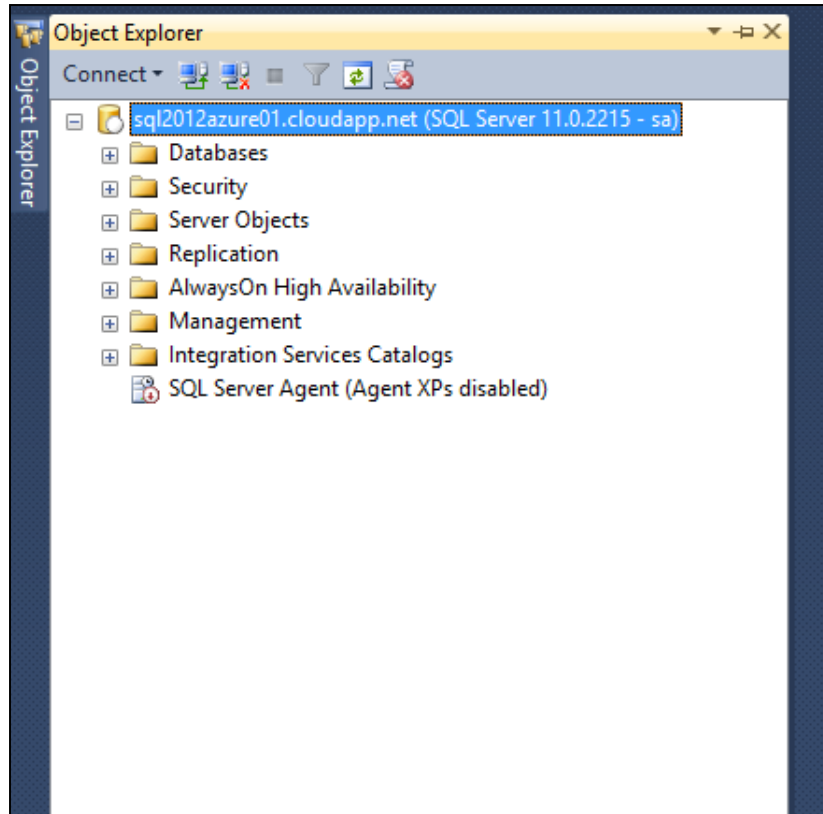 Object Explorer
Object Explorer
Connect
sql2012azure01.cloudapp.net (SQL Server 11.0.2215 - sa)
Databases
Security
Server Objects
Replication
AlwaysOn High Availability
Management
Integration Services Catalogs
SQL Server Agent (Agent XPs disabled)